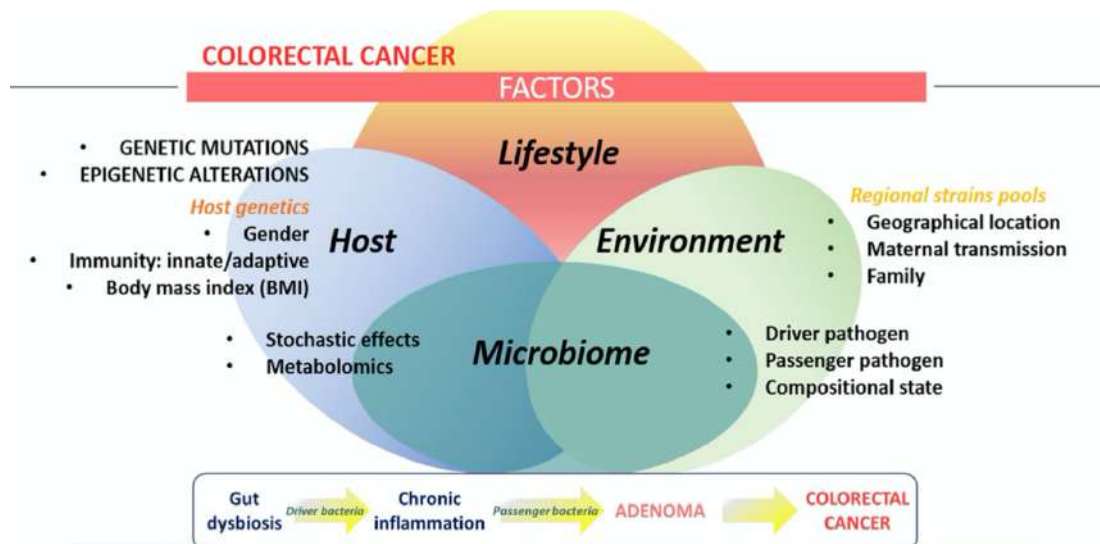 COLORECTAL CANCER
FACTORS
Lifestyle
• GENETIC MUTATIONS
• EPIGENETIC ALTERATIONS
Host genetics
• Gender
• Immunity: innate/adaptive
• Body mass index (BMI)
Host
Environment
Regional strains pools
• Geographical location
• Maternal transmission
• Family
• Stochastic effects
• Metabolomics
Microbiome
• Driver pathogen
• Passenger pathogen
• Compositional state
Gut
dysbiosis
Driver bacteria
Chronic
inflammation
Passenger bacteria
ADENOMA
COLORECTAL
CANCER